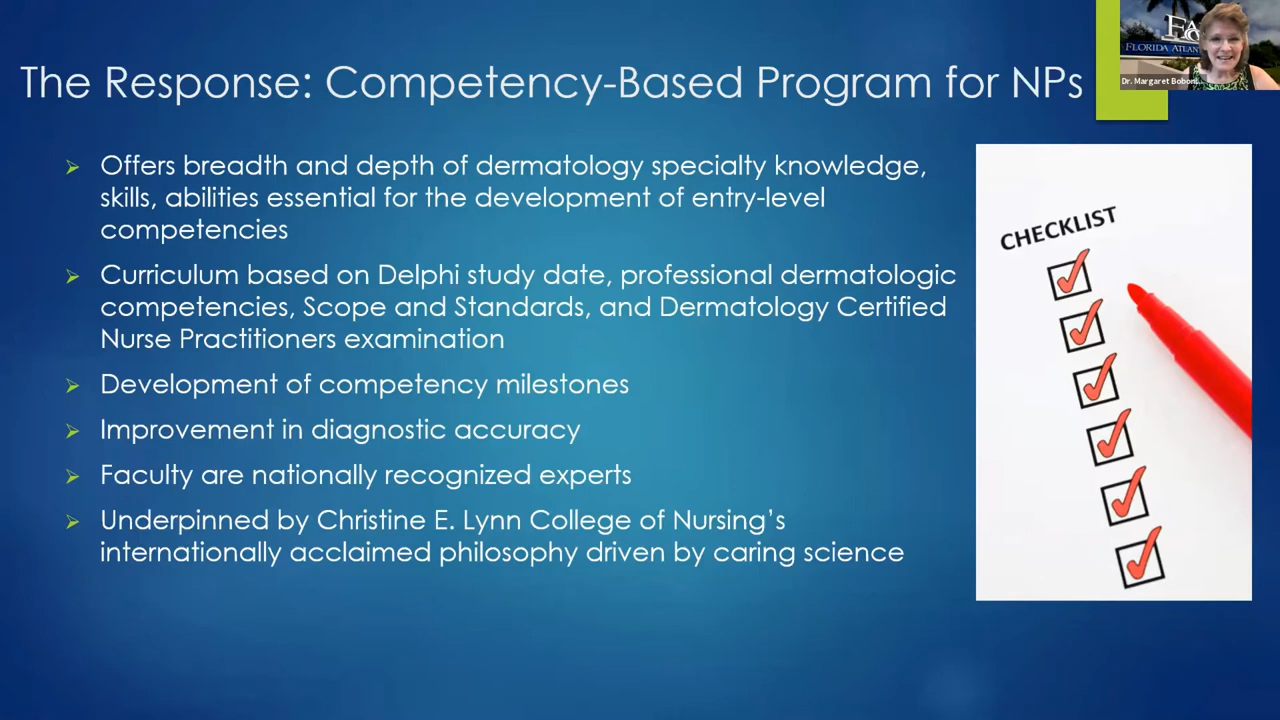 The Response: Competency-Based Program for NPs
FLORIDA ATLAN
Dr. Margaret
Offers breadth and depth of dermatology specialty knowledge,
skills, abilities essential for the development of entry-level
competencies
Curriculum based on Delphi study date, professional dermatologic
competencies, Scope and Standards, and Dermatology Certified
Nurse Practitioners examination
Development of competency milestones
Improvement in diagnostic accuracy
Faculty are nationally recognized experts
Underpinned by Christine E. Lynn College of Nursing’s
internationally acclaimed philosophy driven by caring science
CHECKLIST